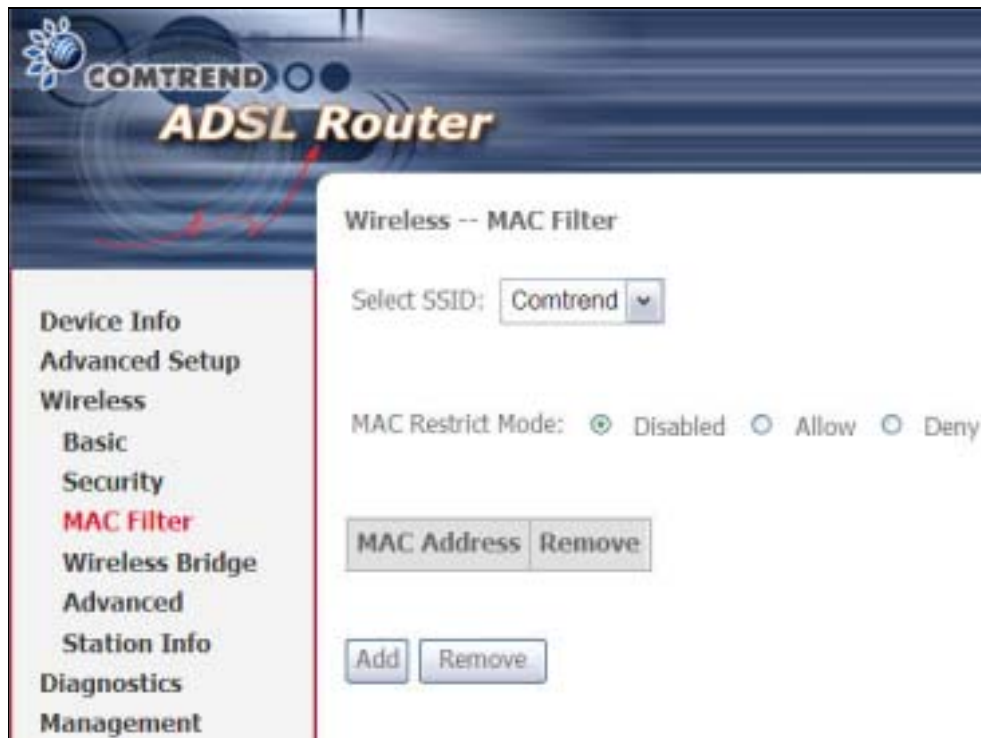 COMTREND
ADSL Router
Wireless -- MAC Filter
Select SSID: Comtrend
MAC Restrict Mode: Disabled Allow Deny
MAC Address Remove
Add Remove
Device Info
Advanced Setup
Wireless
Basic
Security
MAC Filter
Wireless Bridge
Advanced
Station Info
Diagnostics
Management